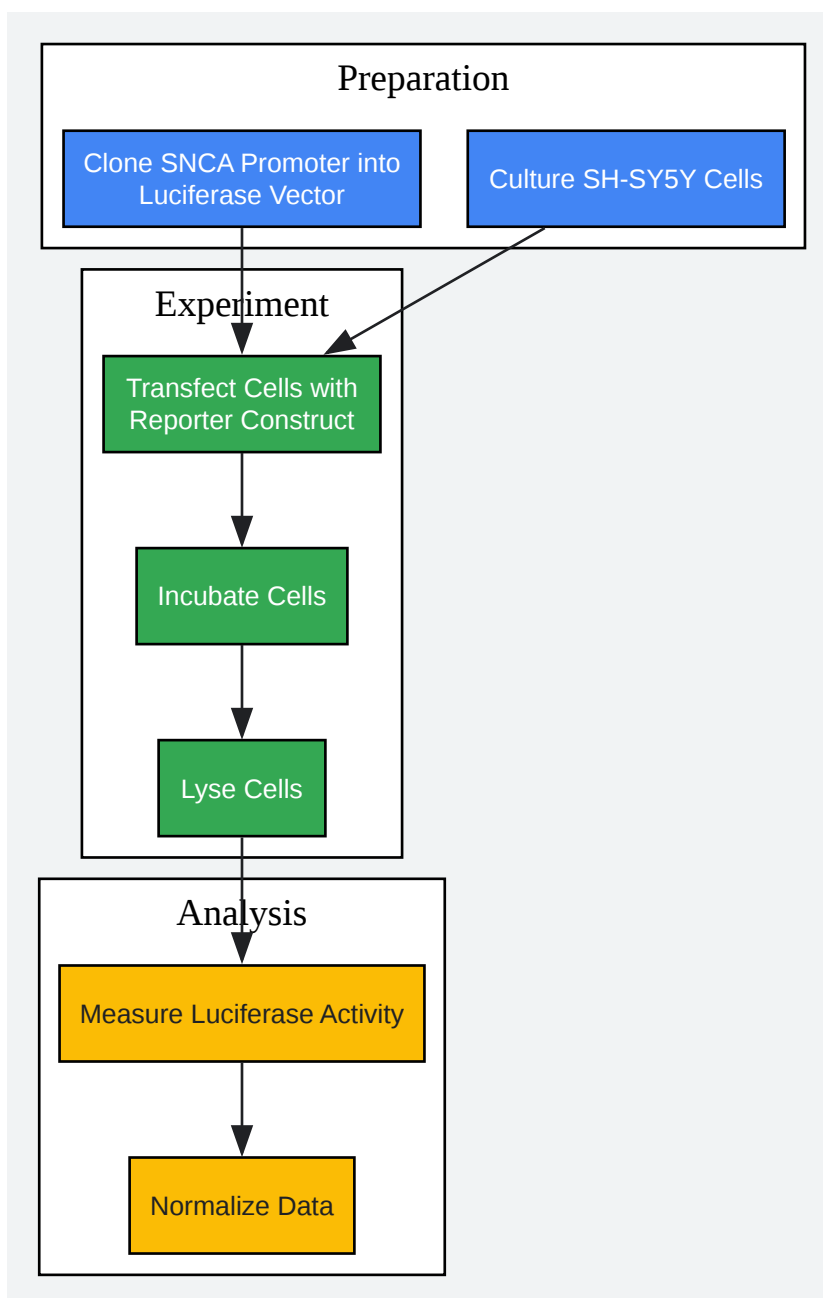 Preparation
Clone SNCA Promoter into
Luciferase Vector
Culture SH-SY5Y Cells
Experiment
Transfect Cells with
Reporter Construct
Incubate Cells
Lyse Cells
Analysis
Measure Luciferase Activity
Normalize Data